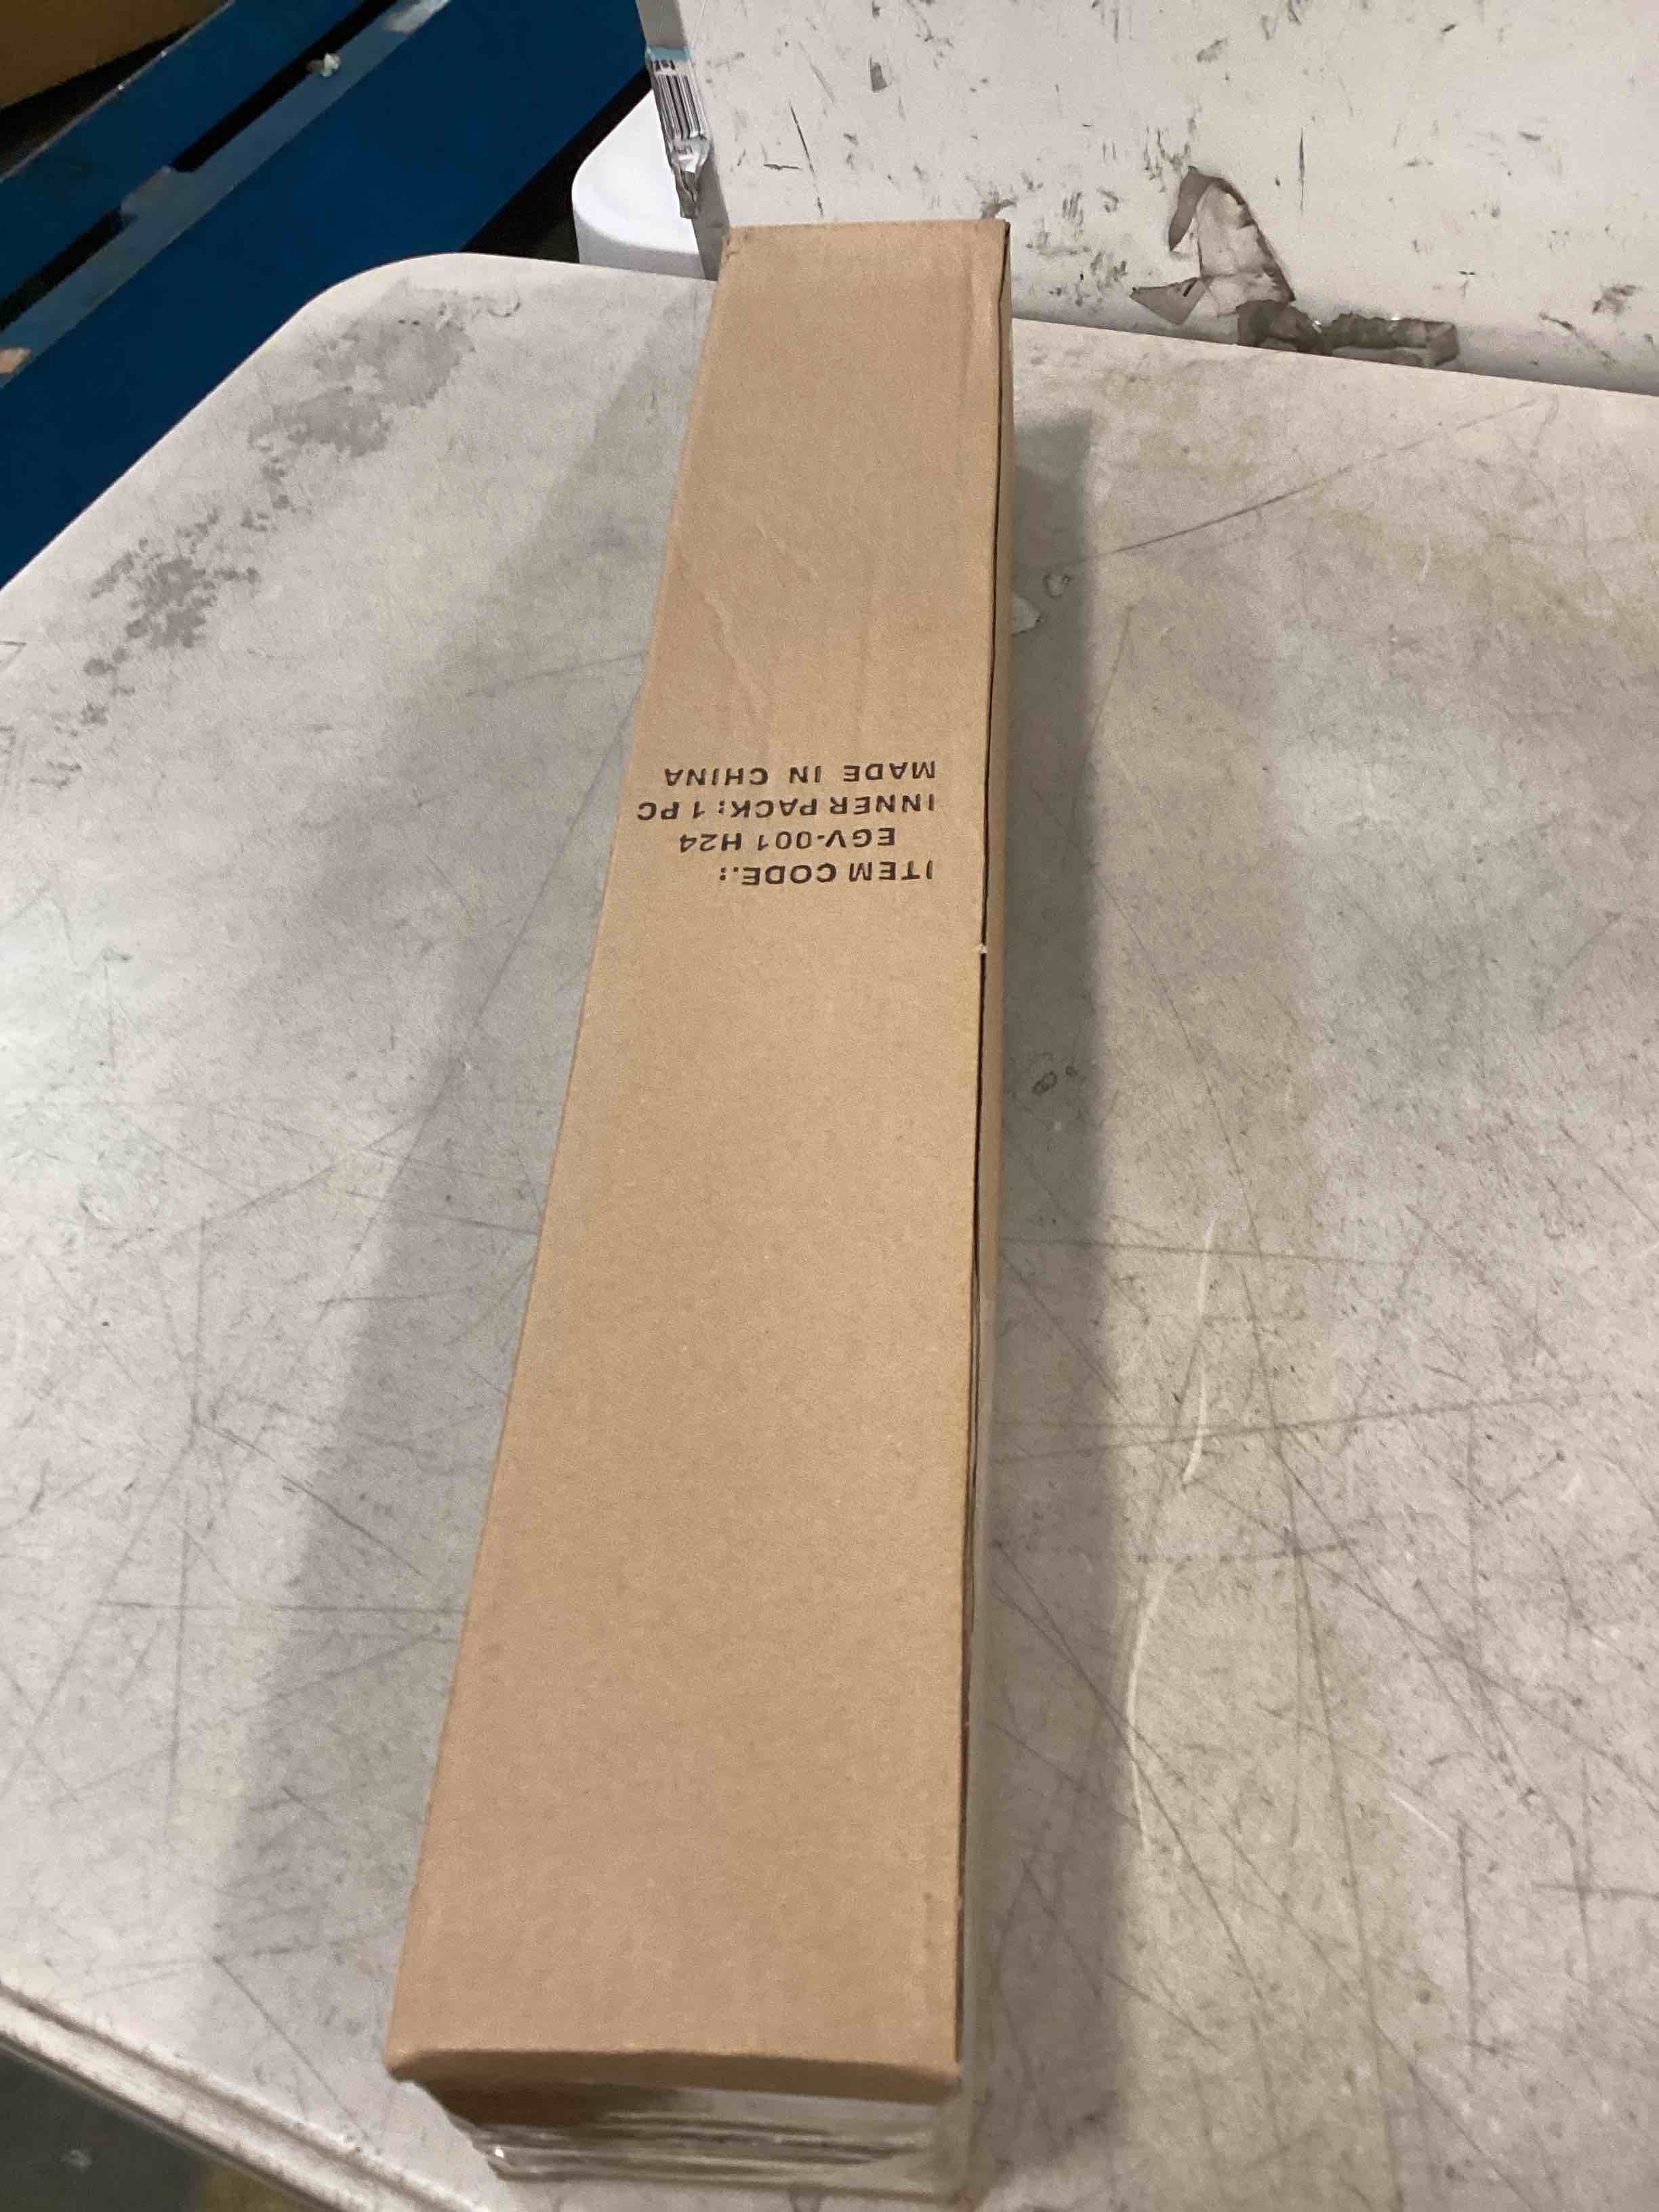 ITEM CODE.:
EGV-001 H24
INNER PACK: 1 PC
MADE IN CHINA